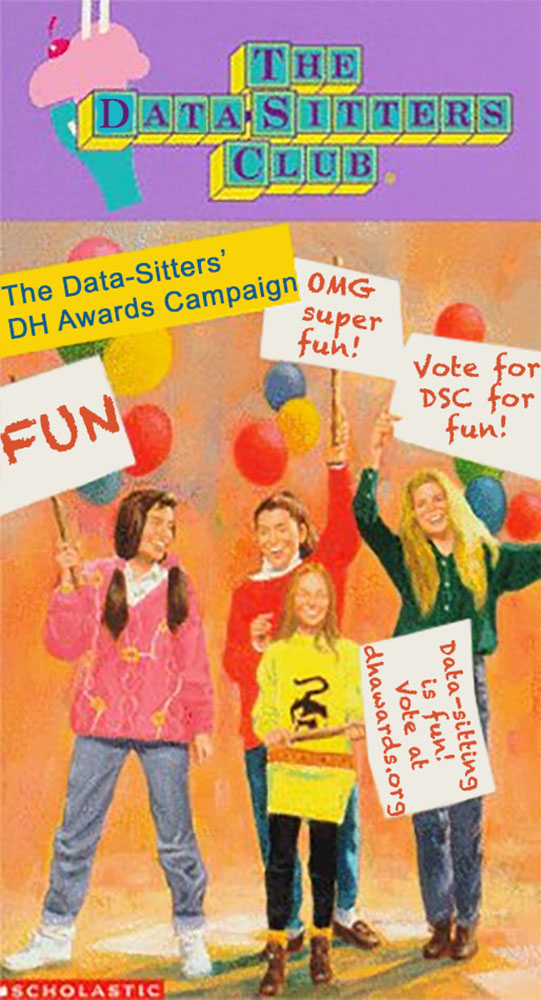 THE
DATA-SITTERS
CLUB
The Data-Sitters'
DH Awards Campaign
OMG
super
fun!
Vote for
DSC for
fun!
FUN
Data-sitting
is fun!
Vote at
dhawards.org
SCHOLASTIC